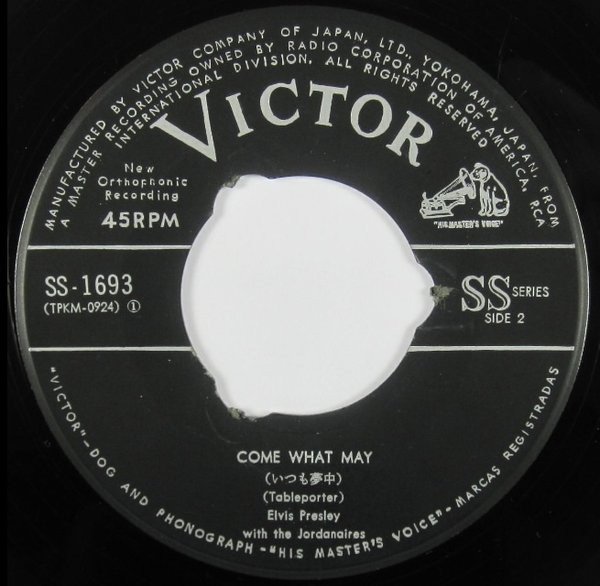 MANUFACTURED BY VICTOR COMPANY OF JAPAN, LTD., YOKOHAMA, JAPAN, FROM
A MASTER RECORDING OWNED BY RADIO CORPORATION OF AMERICA, RCA
INTERNATIONAL DIVISION. ALL RIGHTS RESERVED
VICTOR
"HIS MASTER'S VOICE"
New
Orthophonic
Recording
45RPM
SS-1693
(TPKM-0924) ①
SS SERIES
SIDE 2
COME WHAT MAY
(いつも夢中)
(Tableporter)
Elvis Presley
with the Jordanaires
"VICTOR"-DOG AND PHONOGRAPH-"HIS MASTER'S VOICE"-MARCAS REGISTRADAS